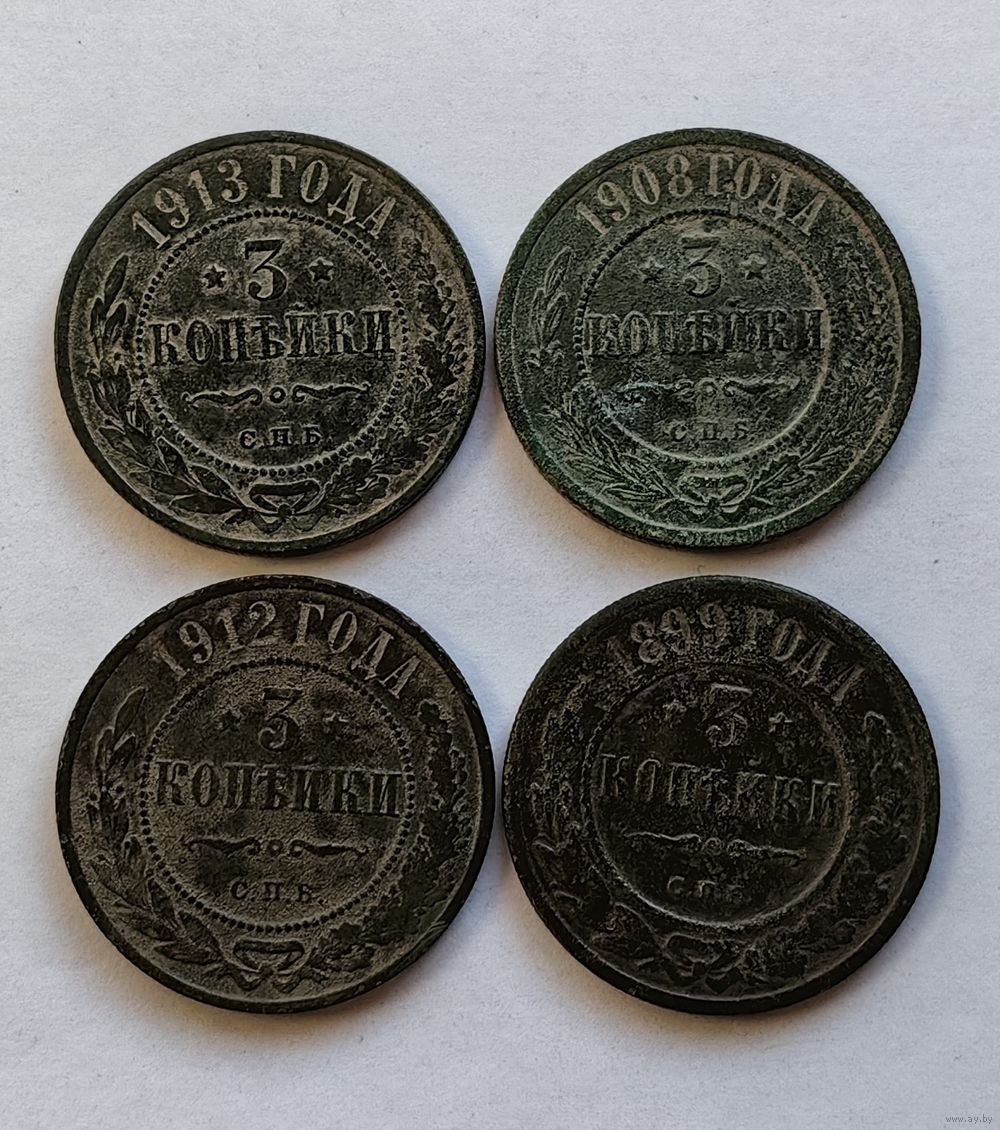 1913 ГОДА
3
КОПѢЙКИ
С.П.Б.
1908 ГОДА
3
КОПѢЙКИ
С.П.Б.
1912 ГОДА
3
КОПѢЙКИ
С.П.Б.
1899 ГОДА
3
КОПѢЙКИ
С.П.Б.
www.ay.by